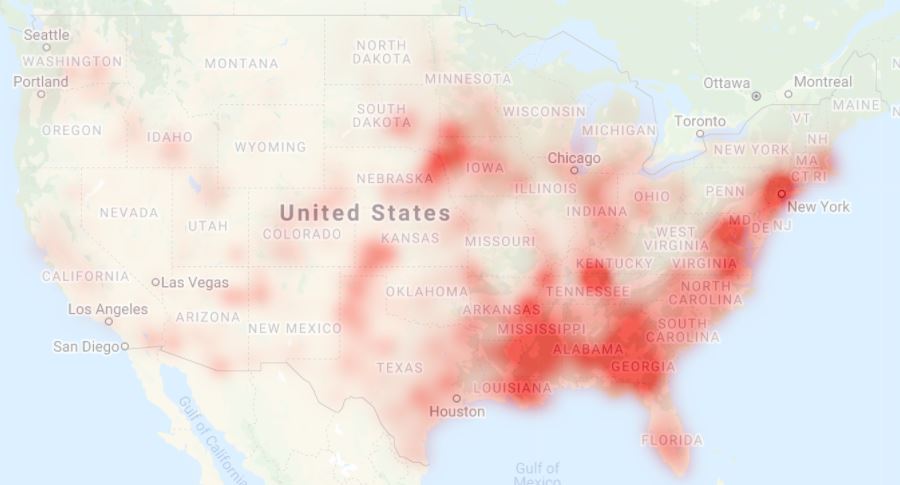 Seattle
WASHINGTON
Portland
OREGON
IDAHO
MONTANA
NORTH
DAKOTA
MINNESOTA
SOUTH
DAKOTA
WYOMING
WISCONSIN
MICHIGAN
Ottawa
Montreal
MAINE
N
Toronto
VT
NH
NEW YORK
MA
CT RI
Chicago
IOWA
NEBRASKA
ILLINOIS
INDIANA
OHIO
PENN
New York
NEVADA
UTAH
United States
COLORADO
KANSAS
MISSOURI
WEST
VIRGINIA
MD
DE
NJ
KENTUCKY
VIRGINIA
CALIFORNIA
Las Vegas
Los Angeles
San Diego
ARIZONA
NEW MEXICO
OKLAHOMA
ARKANSAS
TENNESSEE
NORTH
CAROLINA
MISSISSIPPI
SOUTH
CAROLINA
ALABAMA
GEORGIA
TEXAS
LOUISIANA
Houston
FLORIDA
Gulf of
California
Gulf of
Mexico
N